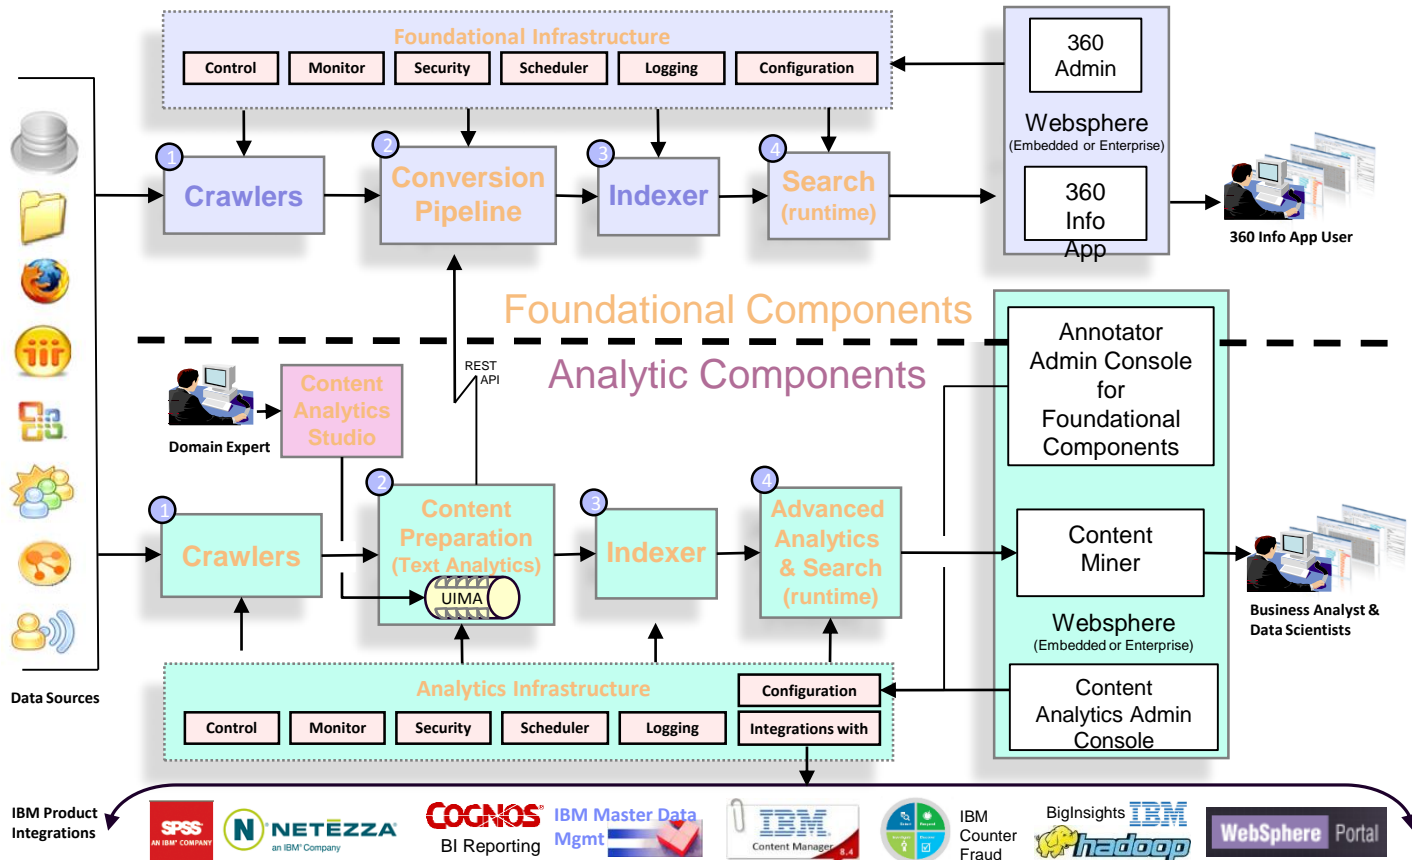 Foundational Infrastructure
Control
Monitor
Security
Scheduler
Logging
Configuration
360
Admin
Websphere
(Embedded or Enterprise)
360
Info
App
360 Info App User
1
Crawlers
2
Conversion
Pipeline
3
Indexer
4
Search
(runtime)
Foundational Components
Analytic Components
REST
API
Domain Expert
Content
Analytics
Studio
1
Crawlers
2
Content
Preparation
(Text Analytics)
UIMA
3
Indexer
4
Advanced
Analytics
& Search
(runtime)
Annotator
Admin Console
for
Foundational
Components
Content
Miner
Websphere
(Embedded or Enterprise)
Content
Analytics Admin
Console
Business Analyst &
Data Scientists
Data Sources
Analytics Infrastructure
Configuration
Control
Monitor
Security
Scheduler
Logging
Integrations with
IBM Product
Integrations
SPSS
AN IBM COMPANY
N NETEZZA
an IBM Company
COGNOS
BI Reporting
IBM Master Data
Mgmt
IBM
Content Manager
8.4
IBM
Counter
Fraud
BigInsights IBM
hadoop
WebSphere Portal